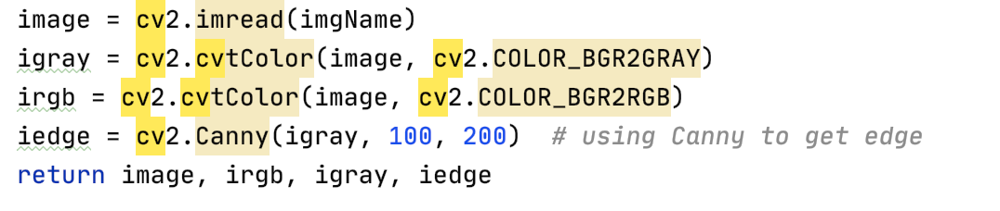 image = cv2.imread(imgName)
igray = cv2.cvtColor(image, cv2.COLOR_BGR2GRAY)
irgb = cv2.cvtColor(image, cv2.COLOR_BGR2RGB)
iedge = cv2.Canny(igray, 100, 200)  # using Canny to get edge
return image, irgb, igray, iedge